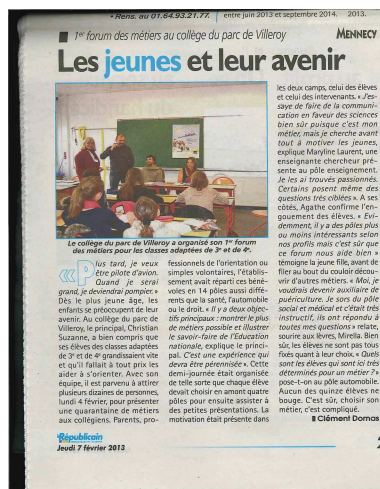 • Rens. au 01.64.93.21.77.
entre juin 2013 et septembre 2014.
2013.
1er forum des métiers au collège du parc de Villeroy
MENNECY
Les jeunes et leur avenir
Le collège du parc de Villeroy a organisé son 1er forum
des métiers pour les classes adaptées de 3e et de 4e.
« Plus tard, je veux
être pilote d'avion.
Quand je serai
grand, je deviendrai pompier. »
Dès le plus jeune âge, les
enfants se préoccupent de leur
avenir. Au collège du parc de
Villeroy, le principal, Christian
Suzanne, a bien compris que
ses élèves des classes adaptées
de 3e et de 4e grandissaient vite
et qu'il fallait à tout prix les
aider à s'orienter. Avec son
équipe, il est parvenu à attirer
plusieurs dizaines de personnes,
lundi 4 février, pour présenter
une quarantaine de métiers
aux collégiens. Parents, pro-
fessionnels de l'orientation ou
simples volontaires, l'établis-
sement avait réparti ces béné-
voles en 14 pôles aussi diffé-
rents que la santé, l'automobile
ou le droit. « Il y a deux objec-
tifs principaux : montrer le plus
de métiers possible et illustrer
le savoir-faire de l'Education
nationale, explique le princi-
pal. C'est une expérience qui
devra être pérennisée ». Cette
demi-journée était organisée
de telle sorte que chaque élève
devait choisir en amont quatre
pôles pour ensuite assister à
des petites présentations. La
motivation était présente dans
les deux camps, celui des élèves
et celui des intervenants. « J'es-
saye de faire de la communi-
cation en faveur des sciences
bien sûr puisque c'est mon
métier, mais je cherche avant
tout à motiver les jeunes,
explique Maryline Laurent, une
enseignante chercheur pré-
sente au pôle enseignement.
Je les ai trouvés passionnés.
Certains posent même des
questions très ciblées ». A ses
côtés, Agathe confirme l'en-
gouement des élèves. « Evi-
demment, il y a des pôles plus
ou moins intéressants selon
nos profils mais c'est sûr que
ce forum nous aide bien »
témoigne la jeune fille, avant de
filer au bout du couloir décou-
vrir d'autres métiers. « Moi, je
voudrais devenir auxiliaire de
puériculture. Je sors du pôle
social et médical et c'était très
instructif, ils ont répondu à
toutes mes questions » relate,
sourire aux lèvres, Mirella. Bien
sûr, les élèves ne sont pas tous
fixés quant à leur choix. « Quels
sont les élèves qui sont ici très
déterminés pour un métier ? »
pose-t-on au pôle automobile.
Aucun des quinze élèves ne
bouge. C'est sûr, choisir son
métier, c'est compliqué.
Clément Domas
Républicain
Jeudi 7 février 2013